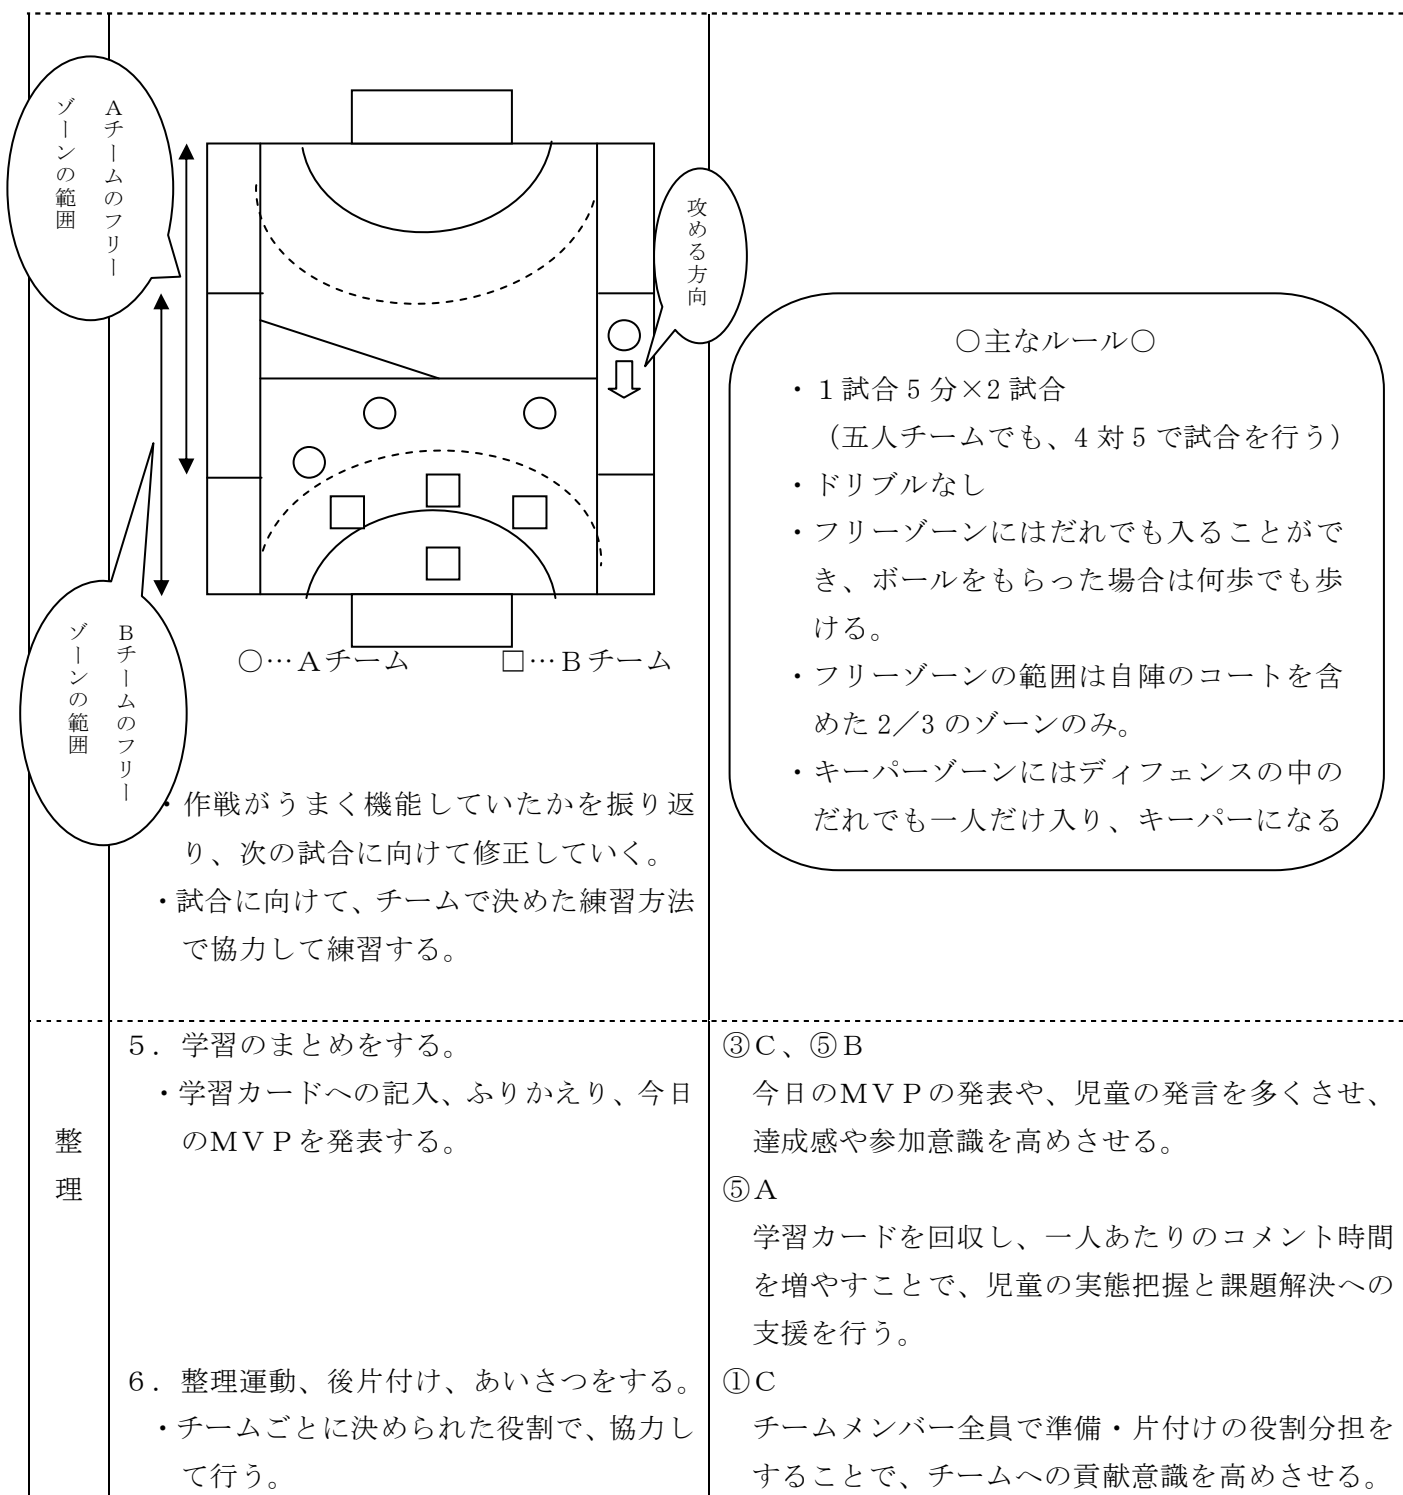 Aチームのフリー
ゾーンの範囲
攻める方向
Bチームのフリー
ゾーンの範囲
○…Aチーム　　□…Bチーム
・作戦がうまく機能していたかを振り返
り、次の試合に向けて修正していく。
・試合に向けて、チームで決めた練習方法
で協力して練習する。
○主なルール○
・１試合 5 分×2 試合
（五人チームでも、4 対 5 で試合を行う）
・ドリブルなし
・フリーゾーンにはだれでも入ることがで
き、ボールをもらった場合は何歩でも歩
ける。
・フリーゾーンの範囲は自陣のコートを含
めた 2／3 のゾーンのみ。
・キーパーゾーンにはディフェンスの中の
だれでも一人だけ入り、キーパーになる
整
理
５．学習のまとめをする。
・学習カードへの記入、ふりかえり、今日
のＭＶＰを発表する。
６．整理運動、後片付け、あいさつをする。
・チームごとに決められた役割で、協力し
て行う。
③Ｃ、⑤Ｂ
今日のＭＶＰの発表や、児童の発言を多くさせ、
達成感や参加意識を高めさせる。
⑤Ａ
学習カードを回収し、一人あたりのコメント時間
を増やすことで、児童の実態把握と課題解決への
支援を行う。
①Ｃ
チームメンバー全員で準備・片付けの役割分担を
することで、チームへの貢献意識を高めさせる。